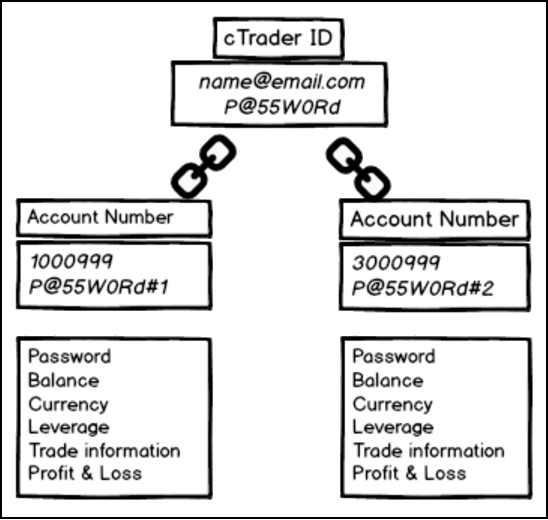 cTrader ID
name@email.com
P@55W0Rd
Account Number
1000999
P@55W0Rd#1
Password
Balance
Currency
Leverage
Trade information
Profit & Loss
Account Number
3000999
P@55W0Rd#2
Password
Balance
Currency
Leverage
Trade information
Profit & Loss